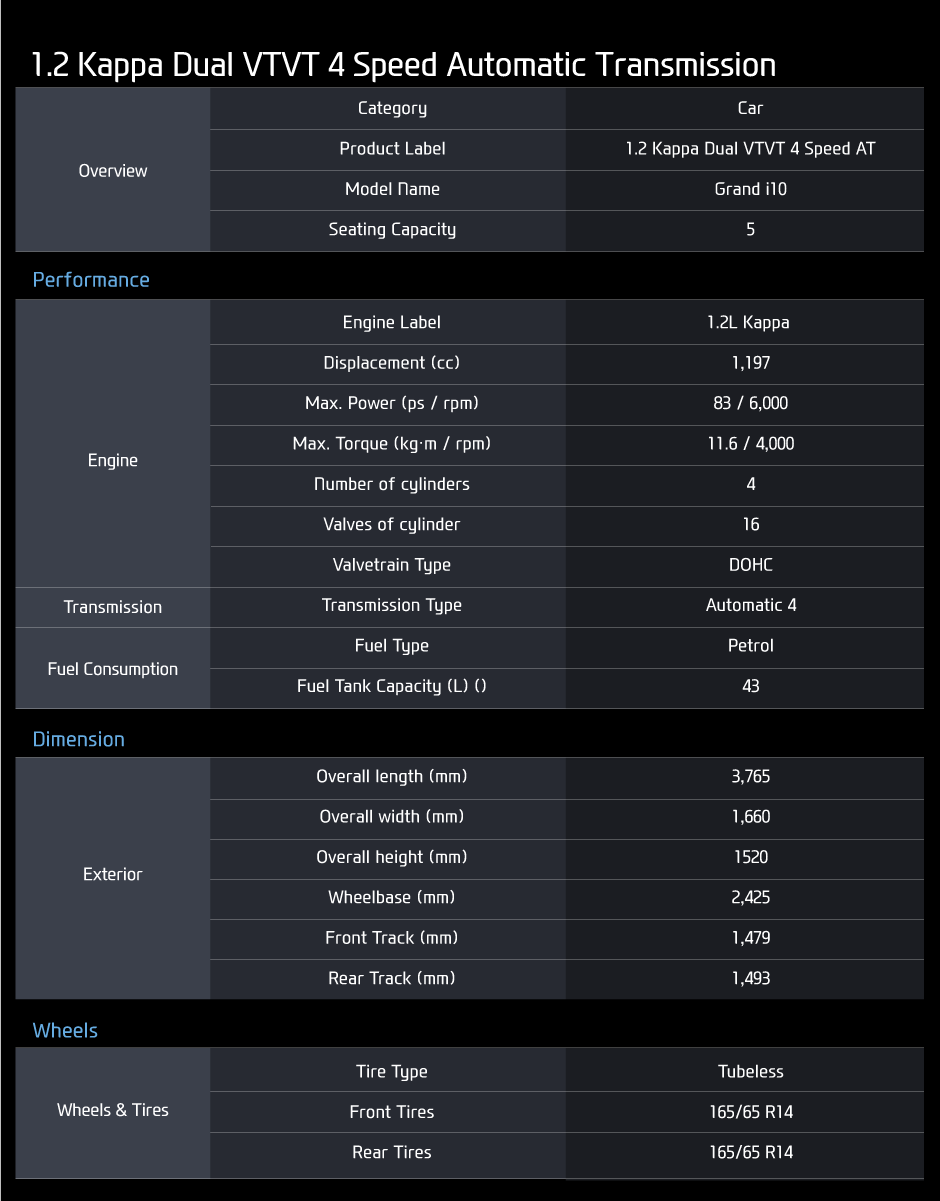 1.2 Kappa Dual VTVT 4 Speed Automatic Transmission
Overview
Category Car
Product Label 1.2 Kappa Dual VTVT 4 Speed AT
Model Name Grand i10
Seating Capacity 5
Performance
Engine
Engine Label 1.2L Kappa
Displacement (cc) 1,197
Max. Power (ps / rpm) 83 / 6,000
Max. Torque (kg·m / rpm) 11.6 / 4,000
Number of cylinders 4
Valves of cylinder 16
Valvetrain Type DOHC
Transmission
Transmission Type Automatic 4
Fuel Consumption
Fuel Type Petrol
Fuel Tank Capacity (L) () 43
Dimension
Exterior
Overall length (mm) 3,765
Overall width (mm) 1,660
Overall height (mm) 1520
Wheelbase (mm) 2,425
Front Track (mm) 1,479
Rear Track (mm) 1,493
Wheels
Wheels & Tires
Tire Type Tubeless
Front Tires 165/65 R14
Rear Tires 165/65 R14